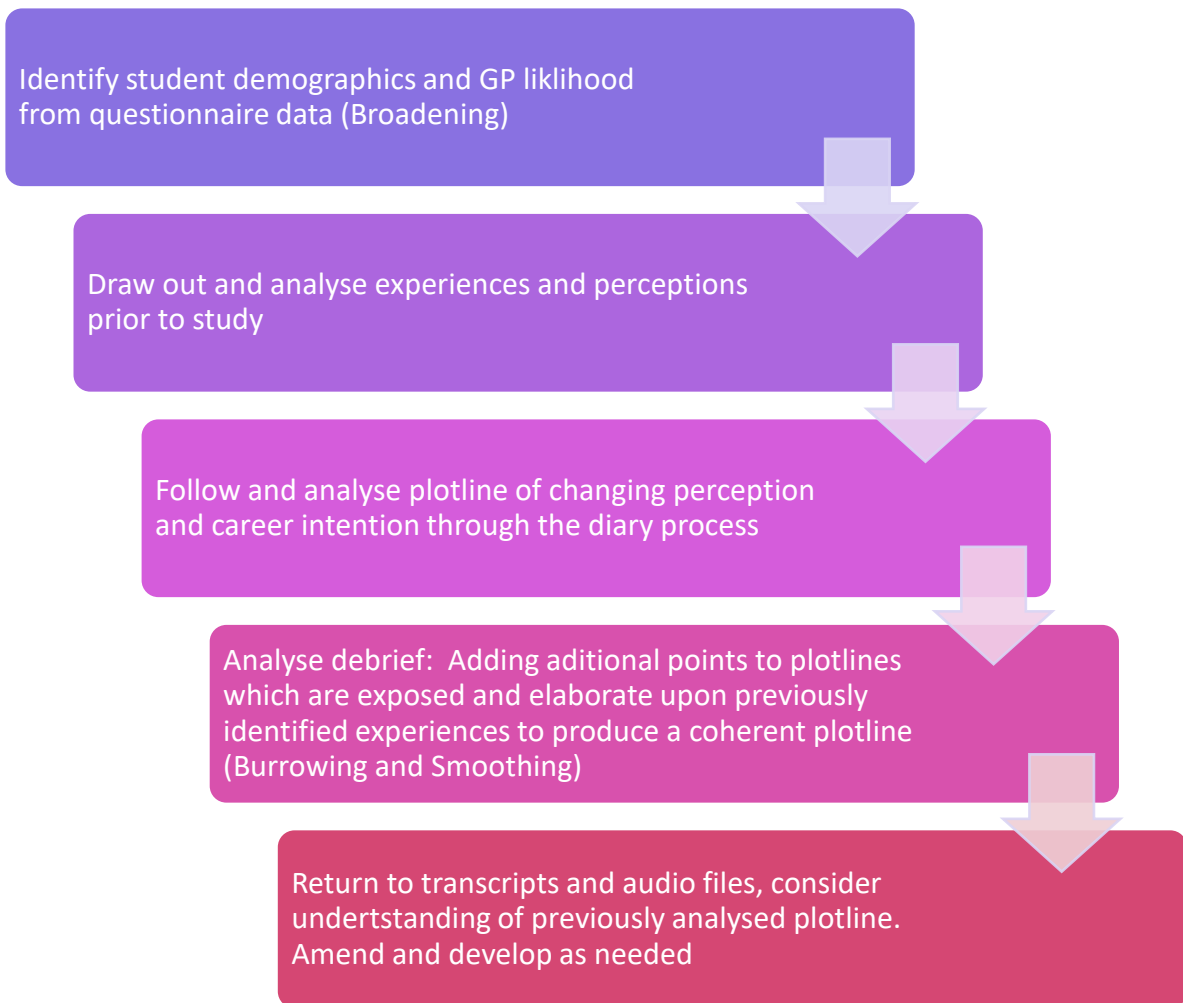 Identify student demographics and GP liklihood
from questionnaire data (Broadening)
Draw out and analyse experiences and perceptions
prior to study
Follow and analyse plotline of changing perception
and career intention through the diary process
Analyse debrief:  Adding aditional points to plotlines
which are exposed and elaborate upon previously
identified experiences to produce a coherent plotline
(Burrowing and Smoothing)
Return to transcripts and audio files, consider
undertstanding of previously analysed plotline.
Amend and develop as needed